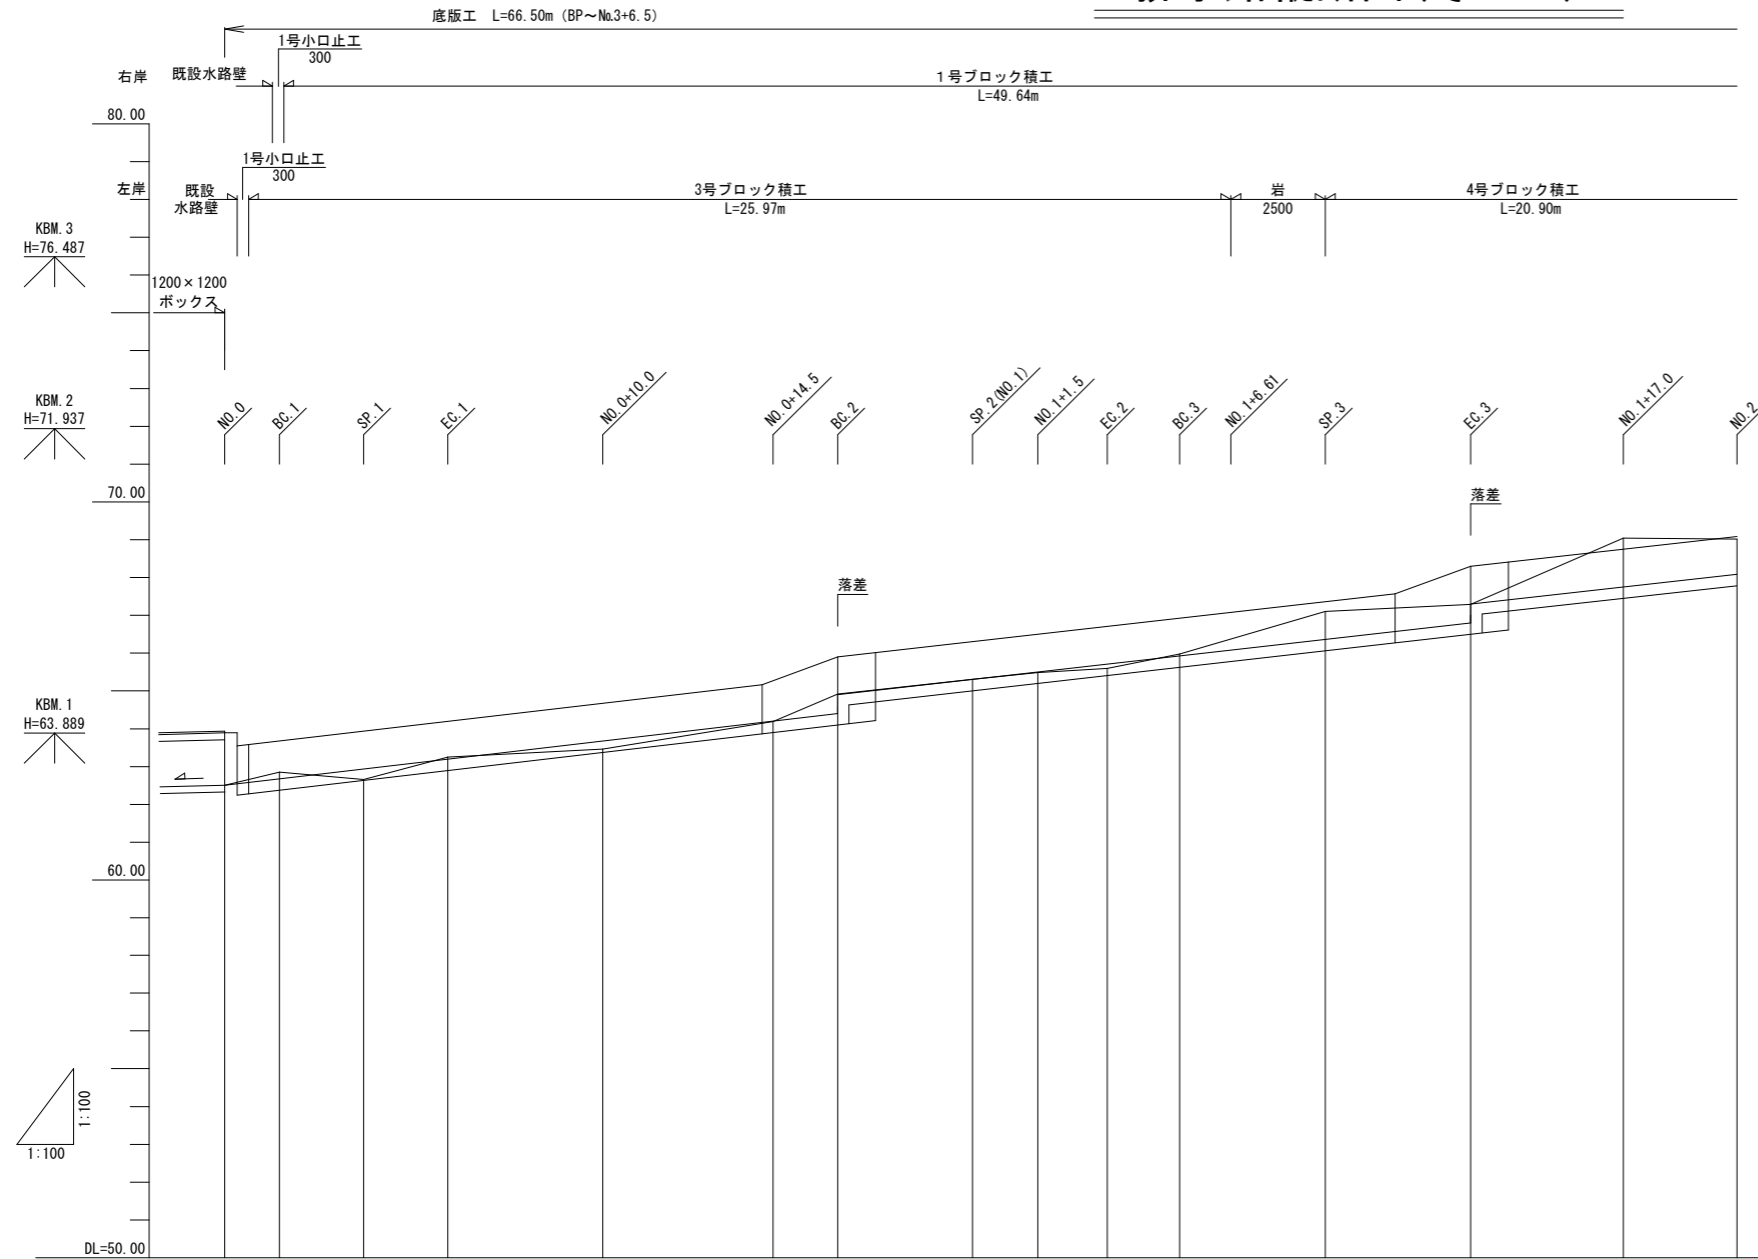 底版工 L=66.50m (BP～№3+6.5)
1号小口止工
300
右岸 既設水路壁
1号ブロック積工
L=49.64m
80.00
1号小口止工
300
左岸 既設
水路壁
3号ブロック積工
L=25.97m
岩
2500
4号ブロック積工
L=20.90m
KBM.3
H=76.487
1200×1200
ボックス
KBM.2
H=71.937
NO.0
BC.1
SP.1
EC.1
NO.0+10.0
NO.0+14.5
BC.2
SP.2(NO.1)
NO.1+1.5
EC.2
BC.3
NO.1+6.61
SP.3
EC.3
NO.1+17.0
NO.2
70.00
落差
落差
KBM.1
H=63.889
60.00
1:100
1:100
DL=50.00